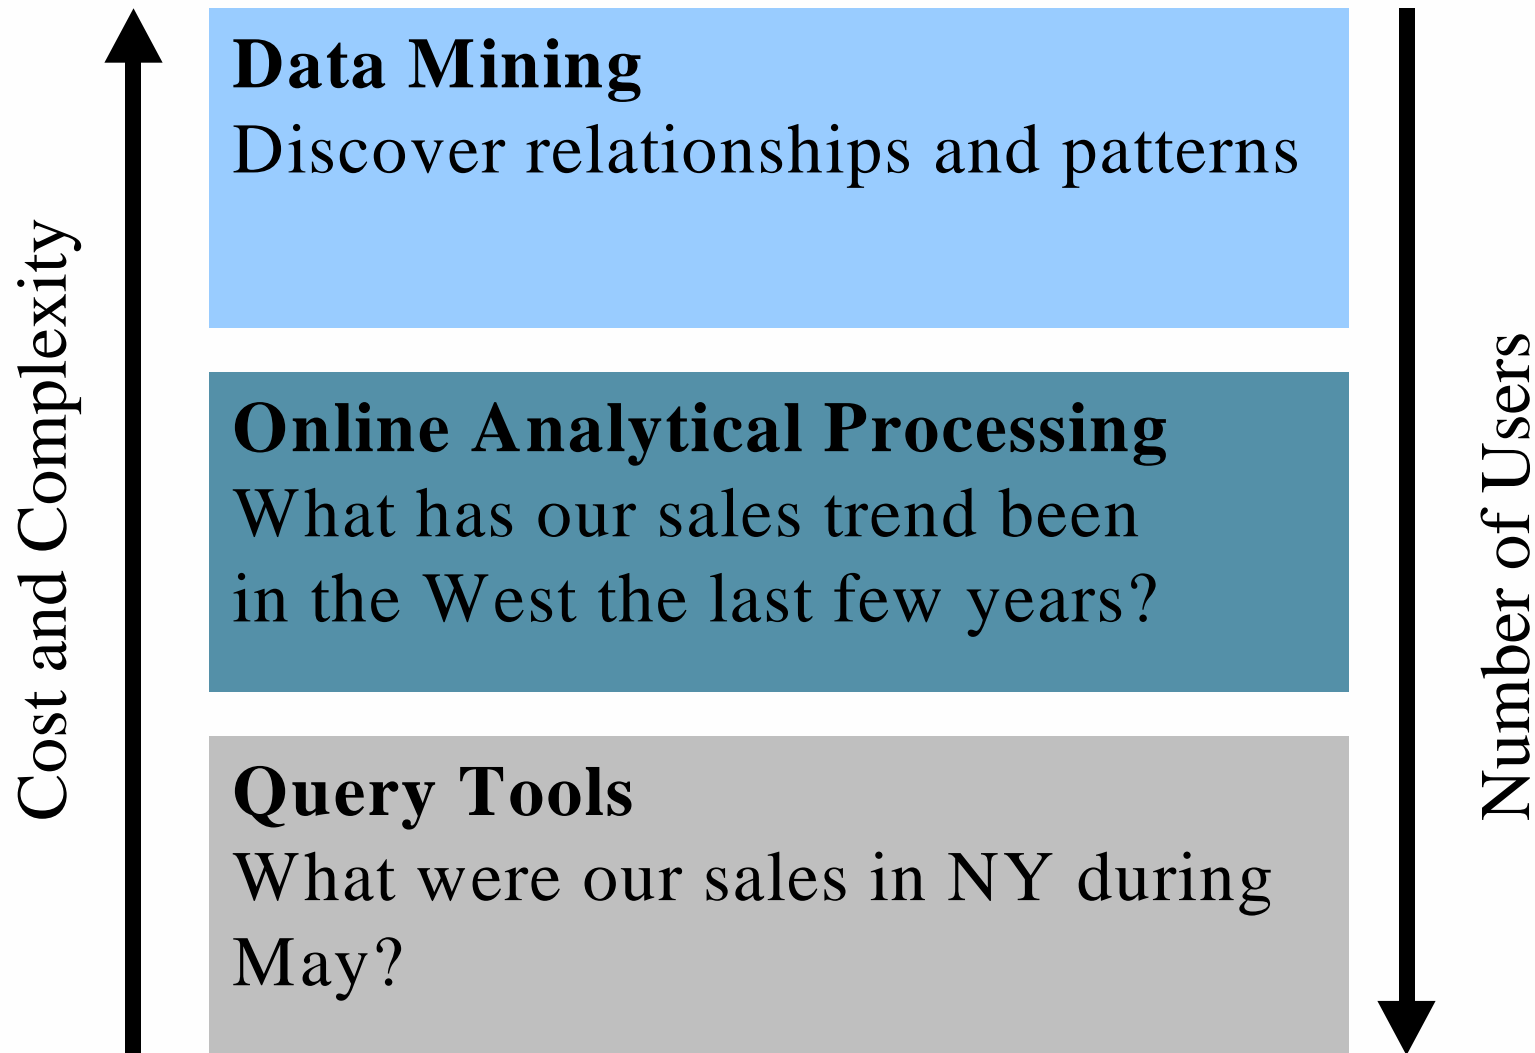 Cost and Complexity
Data Mining
Discover relationships and patterns
Online Analytical Processing
What has our sales trend been
in the West the last few years?
Query Tools
What were our sales in NY during
May?
Number of Users